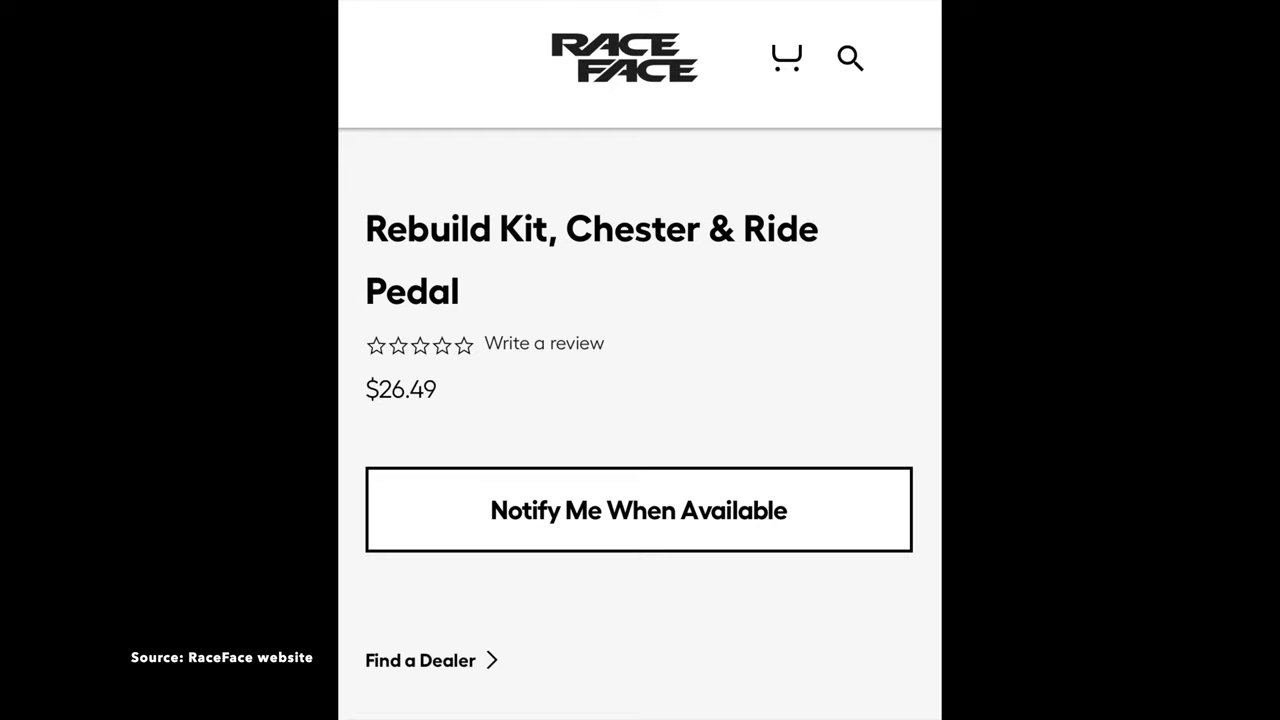 RACE
FACE
Rebuild Kit, Chester & Ride
Pedal
Write a review
$26.49
Notify Me When Available
Source: RaceFace website
Find a Dealer